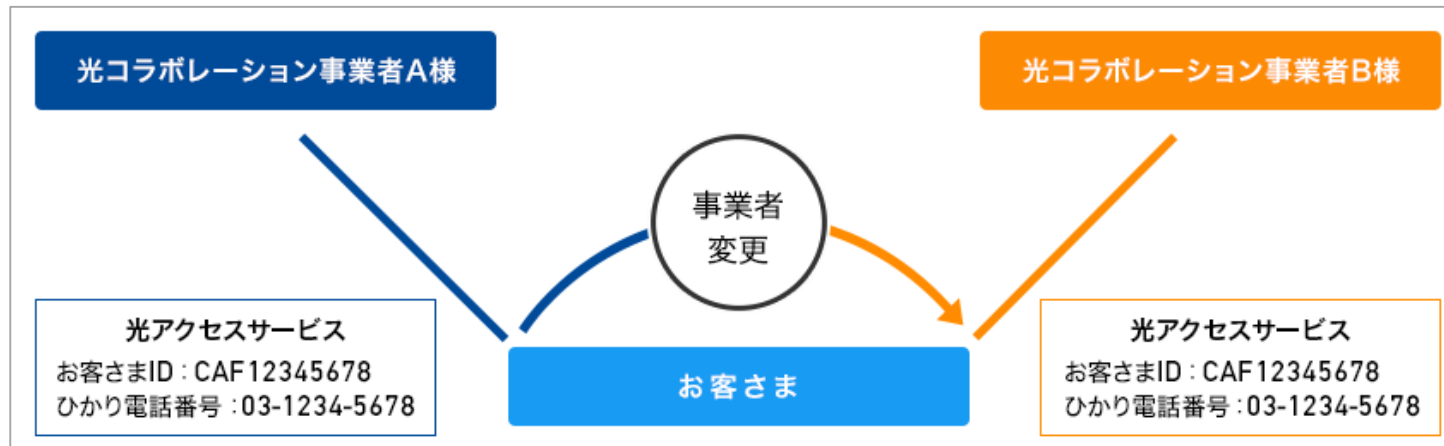 光コラボレーション事業者A様
光コラボレーション事業者B様
事業者
変更
光アクセスサービス
お客さまID：CAF12345678
ひかり電話番号：03-1234-5678
お客さま
光アクセスサービス
お客さまID：CAF12345678
ひかり電話番号：03-1234-5678